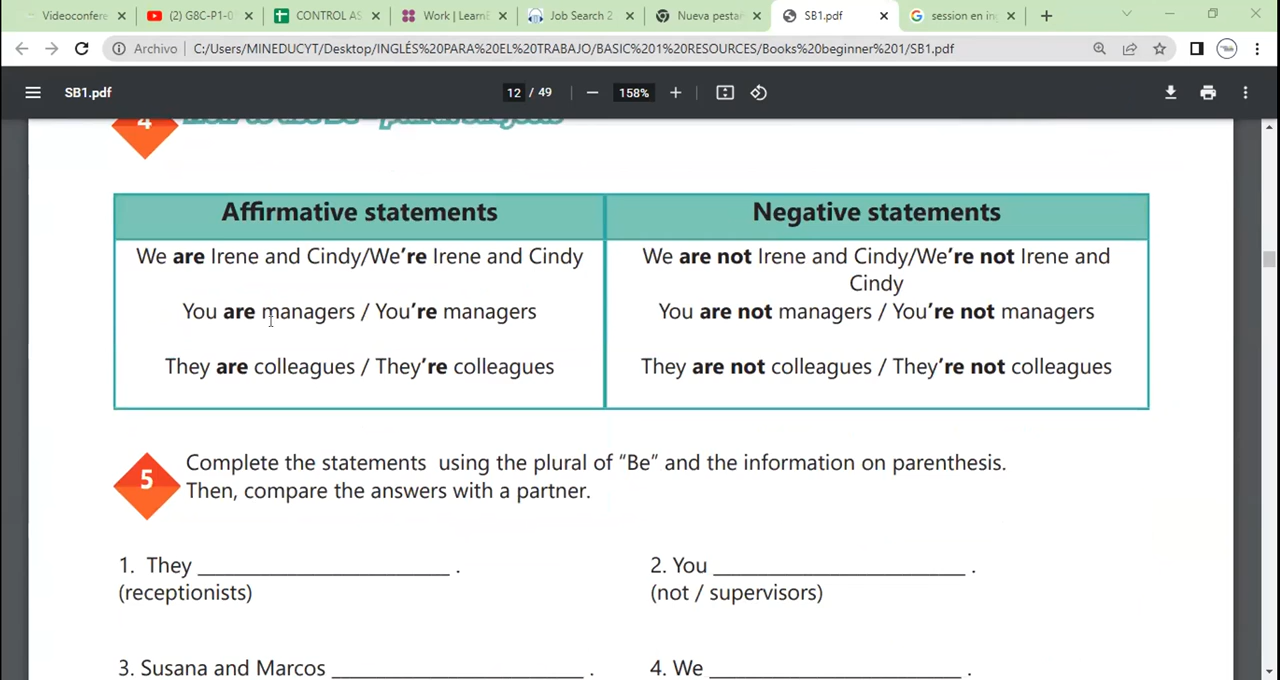 Videoconfere
(2) G8C-P1-0
CONTROL AS
Work | LearnE
Job Search 2
Nueva pesta
SB1.pdf
session en in
Archivo | C:/Users/MINEDUCYT/Desktop/INGLÉS%20PARA%20EL%20TRABAJO/BASIC%201%20RESOURCES/Books%20beginner%201/SB1.pdf
SB1.pdf
12 / 49
158%
4
Affirmative statements
Negative statements
We are Irene and Cindy/We're Irene and Cindy
We are not Irene and Cindy/We're not Irene and
Cindy
You are managers / You're managers
You are not managers / You're not managers
They are colleagues / They're colleagues
They are not colleagues / They're not colleagues
5
Complete the statements using the plural of “Be” and the information on parenthesis.
Then, compare the answers with a partner.
1. They ________________________ .
2. You ________________________ .
(receptionists)
(not / supervisors)
3. Susana and Marcos ________________________ .
4. We ________________________ .